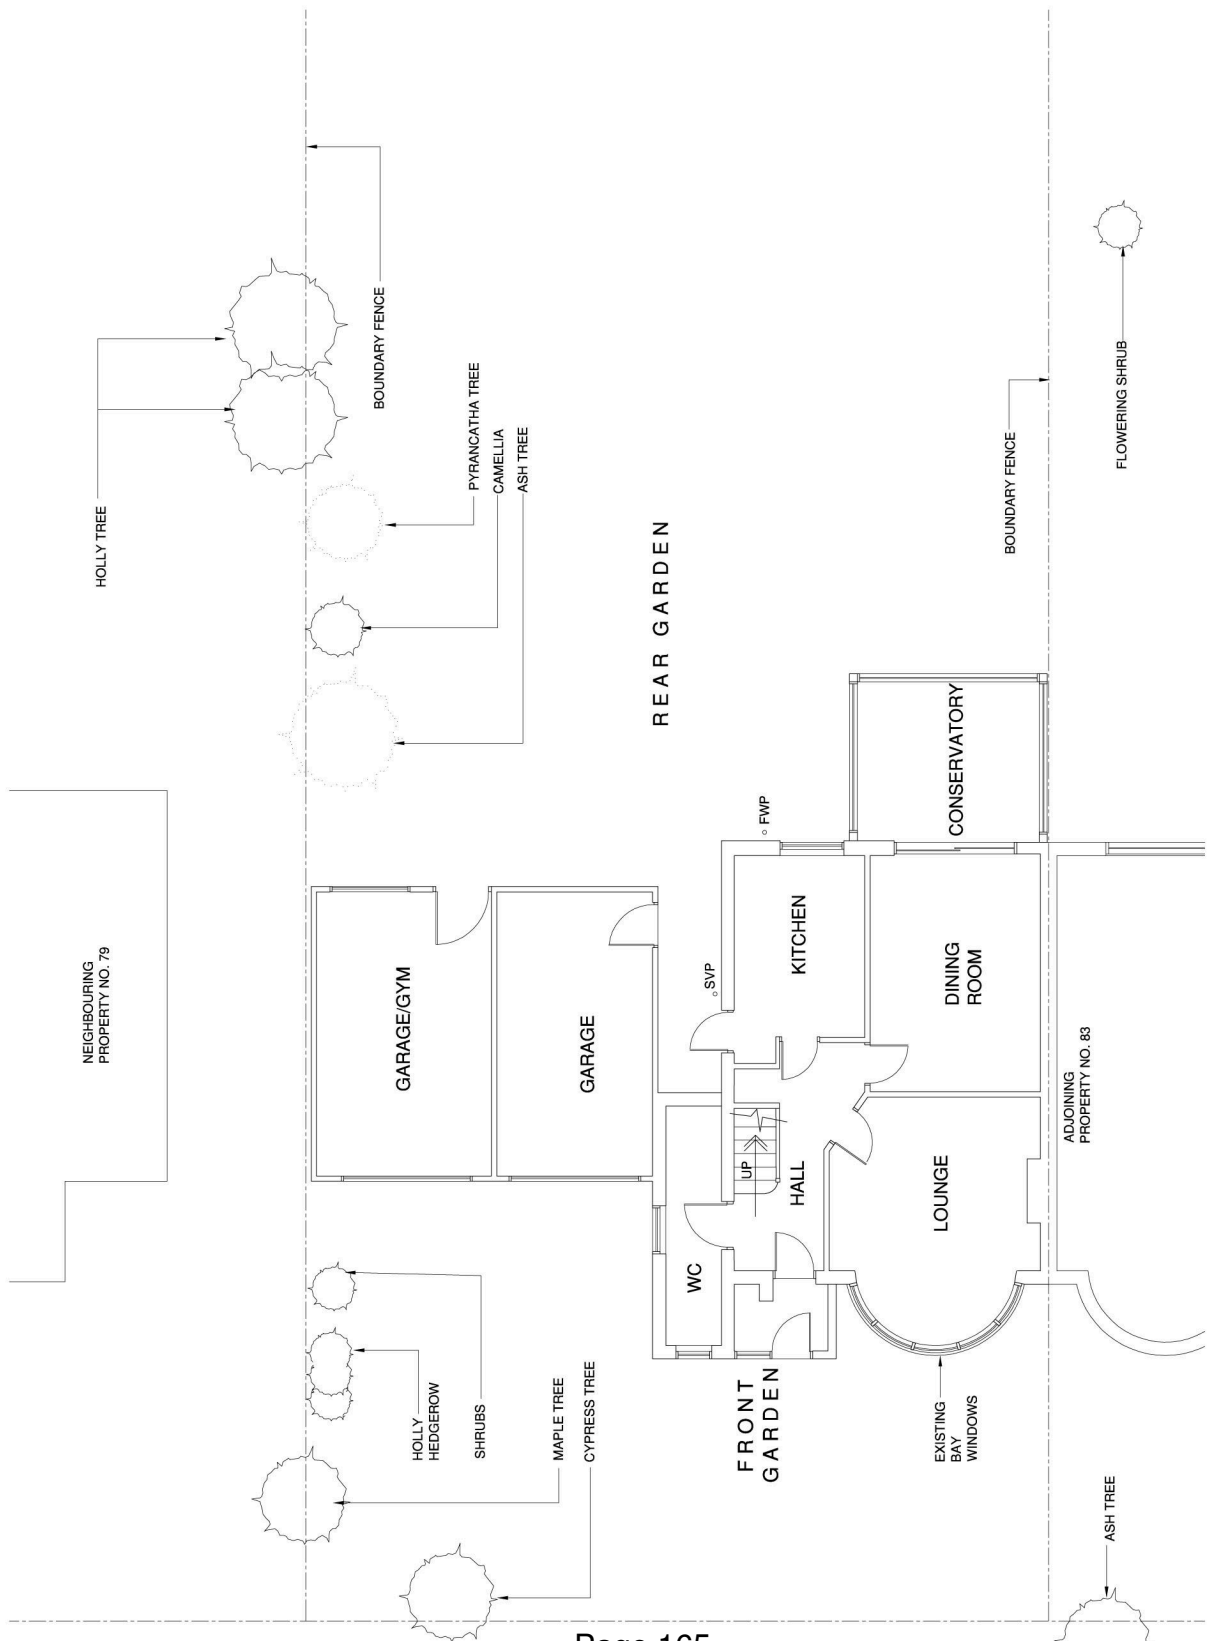 HOLLY TREE
BOUNDARY FENCE
PYRANCATHA TREE
CAMELLIA
ASH TREE
REAR GARDEN
BOUNDARY FENCE
FLOWERING SHRUB
NEIGHBOURING
PROPERTY NO. 79
GARAGE/GYM
GARAGE
SVP
FWP
KITCHEN
CONSERVATORY
DINING
ROOM
ADJOINING
PROPERTY NO. 83
UP
HALL
LOUNGE
WC
HOLLY
HEDGEROW
SHRUBS
MAPLE TREE
CYPRESS TREE
FRONT
GARDEN
EXISTING
BAY
WINDOWS
ASH TREE
Page 165